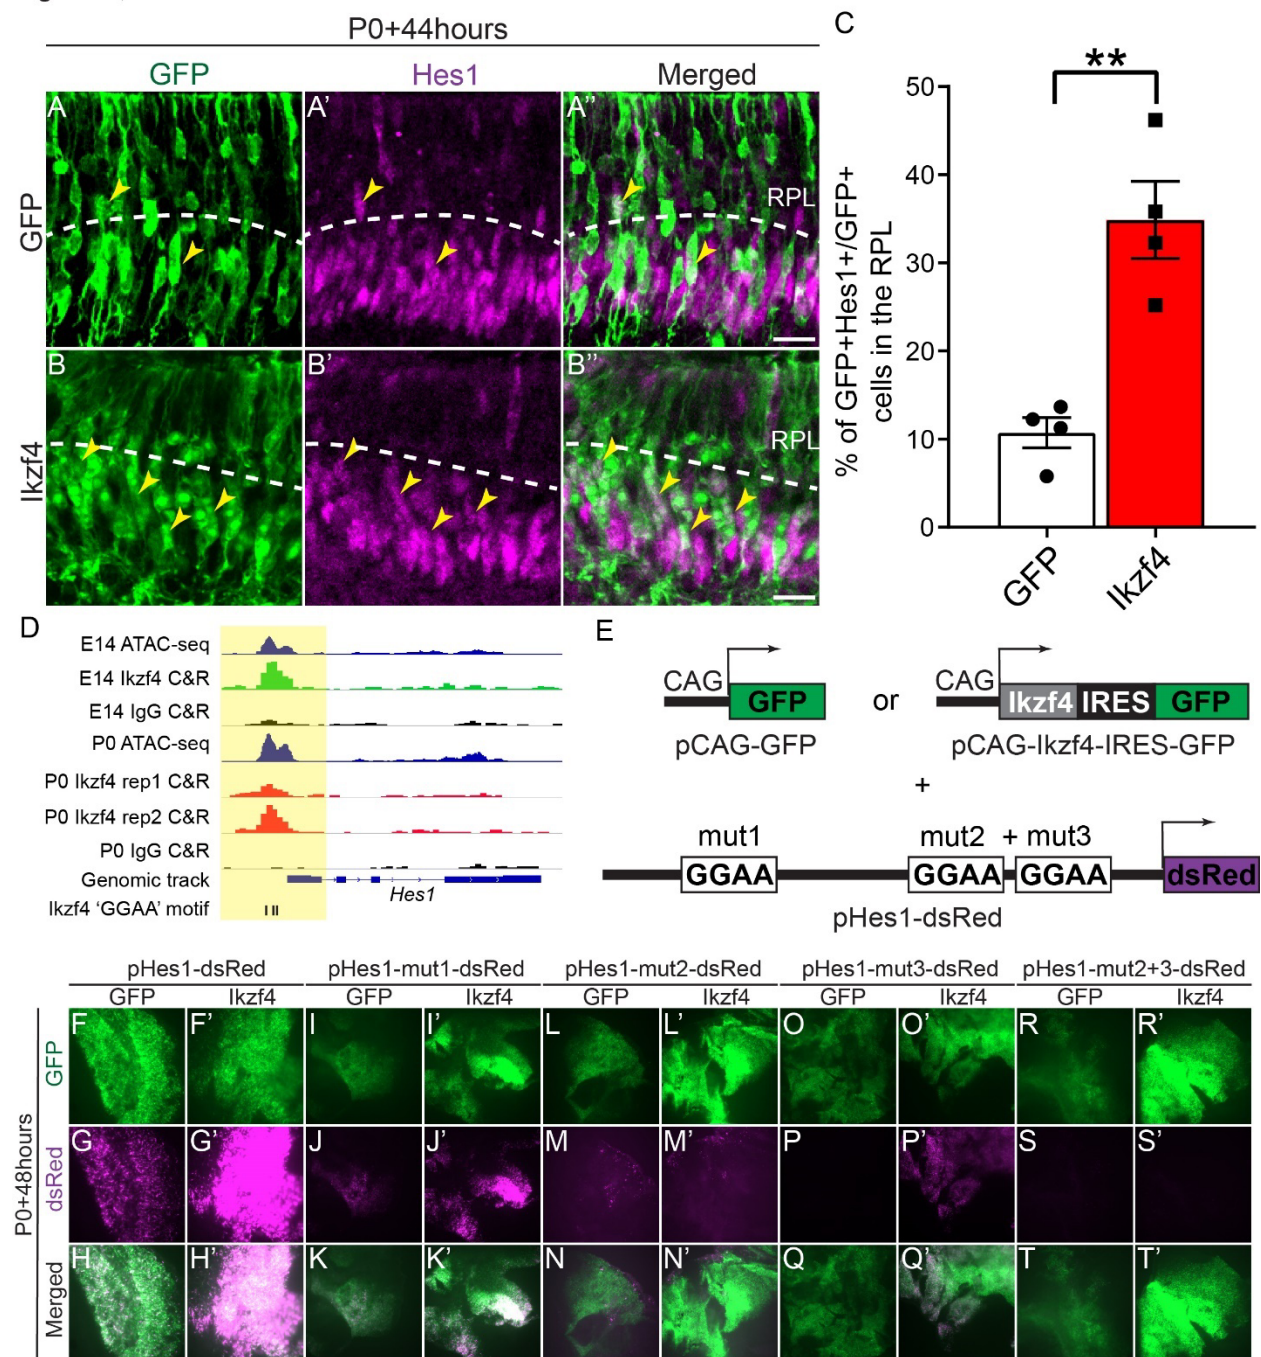 P0+44hours
GFP Hes1 Merged
GFP
A A' A'' RPL
Ikzf4
B B' B'' RPL
C
**
% of GFP+Hes1+/GFP+
cells in the RPL
50
40
30
20
10
0
GFP Ikzf4
D
E14 ATAC-seq
E14 Ikzf4 C&R
E14 IgG C&R
P0 ATAC-seq
P0 Ikzf4 rep1 C&R
P0 Ikzf4 rep2 C&R
P0 IgG C&R
Genomic track
Hes1
Ikzf4 ‘GGAA’ motif
E
CAG GFP
pCAG-GFP
or
CAG Ikzf4 IRES GFP
pCAG-Ikzf4-IRES-GFP
+
mut1 mut2 + mut3
GGAA GGAA GGAA dsRed
pHes1-dsRed
pHes1-dsRed pHes1-mut1-dsRed pHes1-mut2-dsRed pHes1-mut3-dsRed pHes1-mut2+3-dsRed
GFP Ikzf4 GFP Ikzf4 GFP Ikzf4 GFP Ikzf4 GFP Ikzf4
P0+48hours
GFP
F F' I I' L L' O O' R R'
dsRed
G G' J J' M M' P P' S S'
Merged
H H' K K' N N' Q Q' T T'